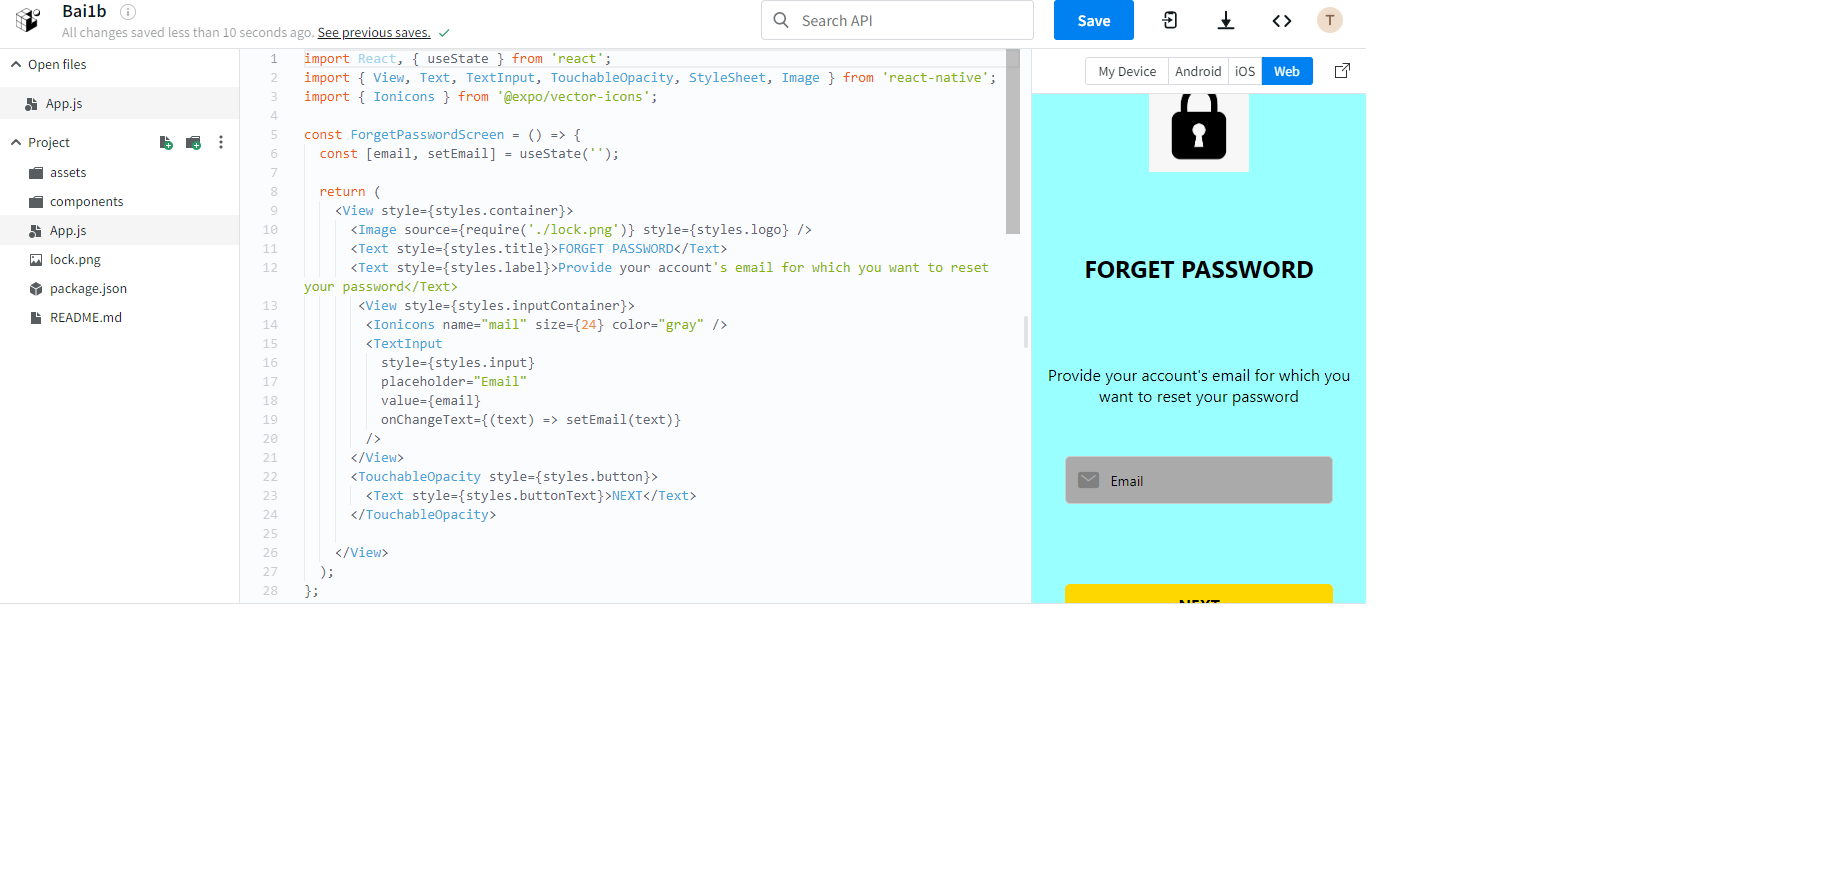 Bai1b
All changes saved less than 10 seconds ago. See previous saves.
Search API
Save
T
Open files
App.js
Project
assets
components
App.js
lock.png
package.json
README.md
1 import React, { useState } from 'react';
2 import { View, Text, TextInput, TouchableOpacity, StyleSheet, Image } from 'react-native';
3 import { Ionicons } from '@expo/vector-icons';
4
5 const ForgetPasswordScreen = () => {
6 const [email, setEmail] = useState('');
7
8 return (
9 <View style={styles.container}>
10 <Image source={require('./lock.png')} style={styles.logo} />
11 <Text style={styles.title}>FORGET PASSWORD</Text>
12 <Text style={styles.label}>Provide your account's email for which you want to reset
your password</Text>
13 <View style={styles.inputContainer}>
14 <Ionicons name="mail" size={24} color="gray" />
15 <TextInput
16 style={styles.input}
17 placeholder="Email"
18 value={email}
19 onChangeText={(text) => setEmail(text)}
20 />
21 </View>
22 <TouchableOpacity style={styles.button}>
23 <Text style={styles.buttonText}>NEXT</Text>
24 </TouchableOpacity>
25
26 </View>
27 );
28 };
My Device
Android
iOS
Web
FORGET PASSWORD
Provide your account's email for which you
want to reset your password
Email
NEXT